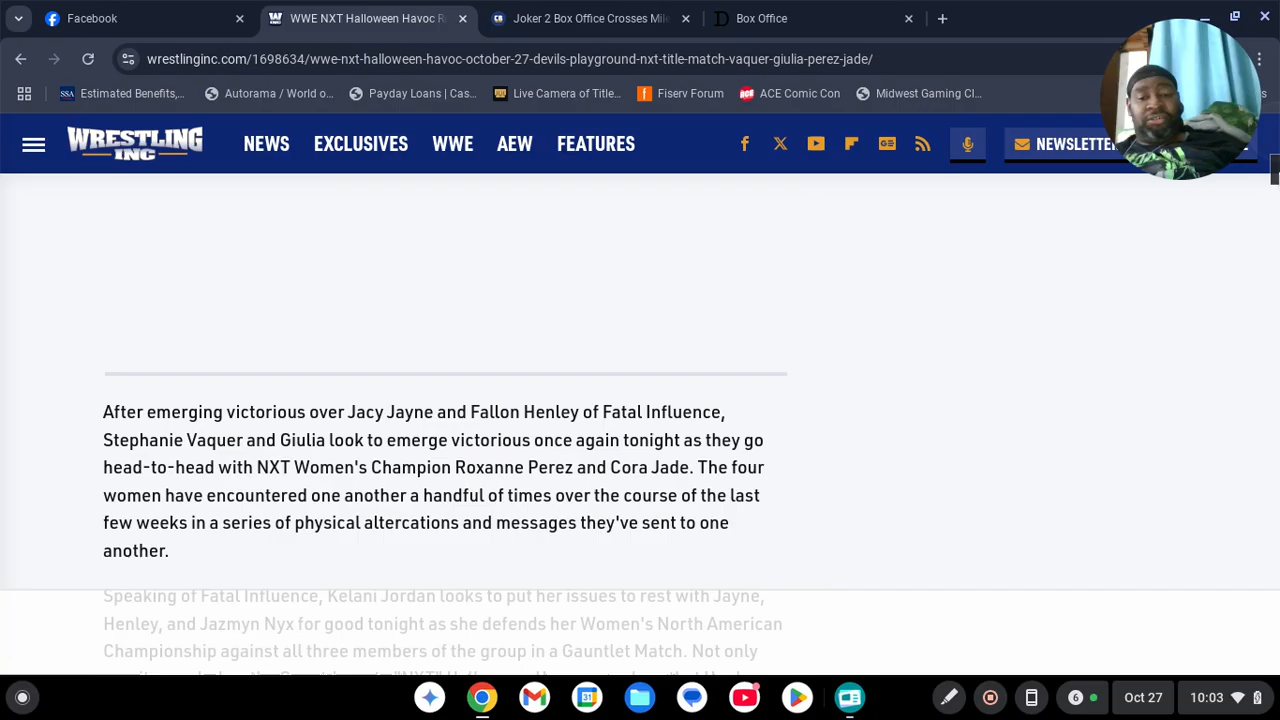 Facebook
WWE NXT Halloween Havoc R
Joker 2 Box Office Crosses Mile
Box Office
wrestlinginc.com/1698634/wwe-nxt-halloween-havoc-october-27-devils-playground-nxt-title-match-vaquer-giulia-perez-jade/
Estimated Benefits,...
Autorama / World o...
Payday Loans | Cas...
Live Camera of Title...
Fiserv Forum
ACE Comic Con
Midwest Gaming Cl...
WRESTLING INC
NEWS
EXCLUSIVES
WWE
AEW
FEATURES
NEWSLETTER
After emerging victorious over Jacy Jayne and Fallon Henley of Fatal Influence,
Stephanie Vaquer and Giulia look to emerge victorious once again tonight as they go
head-to-head with NXT Women's Champion Roxanne Perez and Cora Jade. The four
women have encountered one another a handful of times over the course of the last
few weeks in a series of physical altercations and messages they've sent to one
another.
Speaking of Fatal Influence, Kelani Jordan looks to put her issues to rest with Jayne,
Henley, and Jazmyn Nyx for good tonight as she defends her Women's North American
Championship against all three members of the group in a Gauntlet Match. Not only
6
Oct 27
10:03